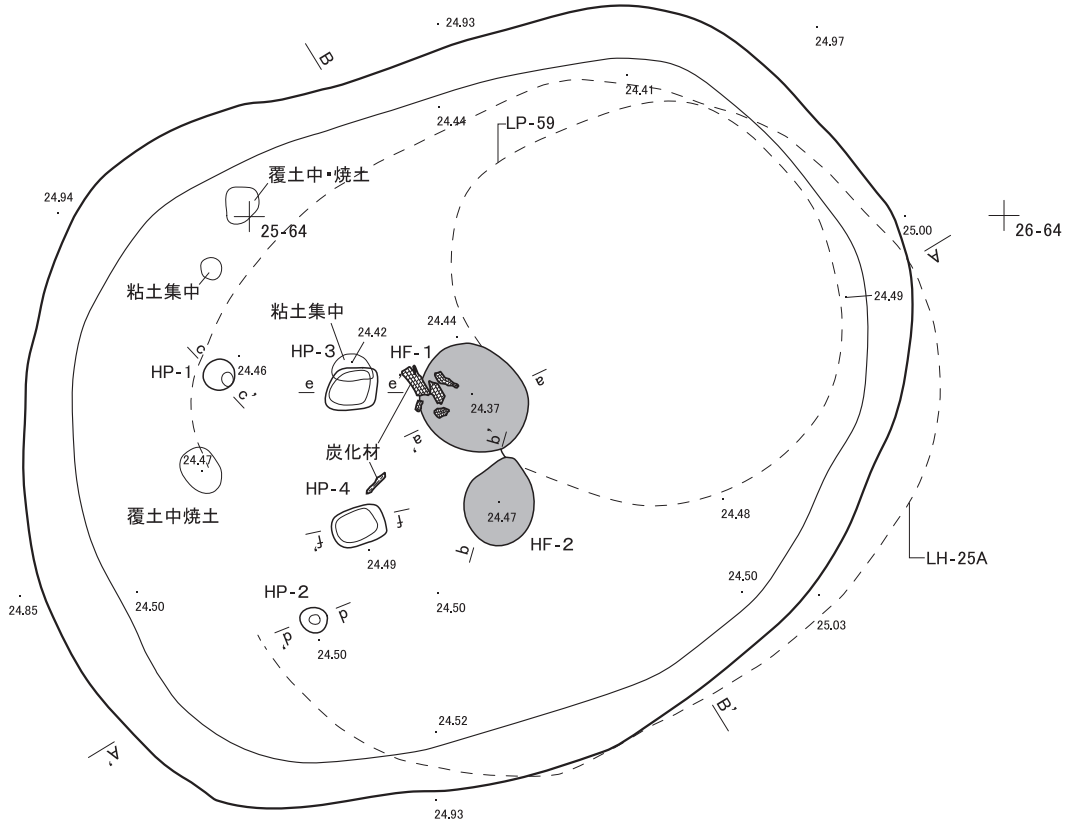 24.93
24.97
B
24.41
24.44
LP-59
覆土中・焼土
24.94
25-64
25.00
26-64
A
粘土集中
24.49
粘土集中
24.42
24.44
HP-3
HF-1
c
HP-1
24.46
c'
e
e'
a
24.37
a'
b'
炭化材
24.47
HP-4
24.47
24.48
覆土中焼土
f
f'
b
HF-2
24.49
LH-25A
24.50
HP-2
24.50
24.50
24.85
d
d'
25.03
24.50
B'
24.52
A'
24.93